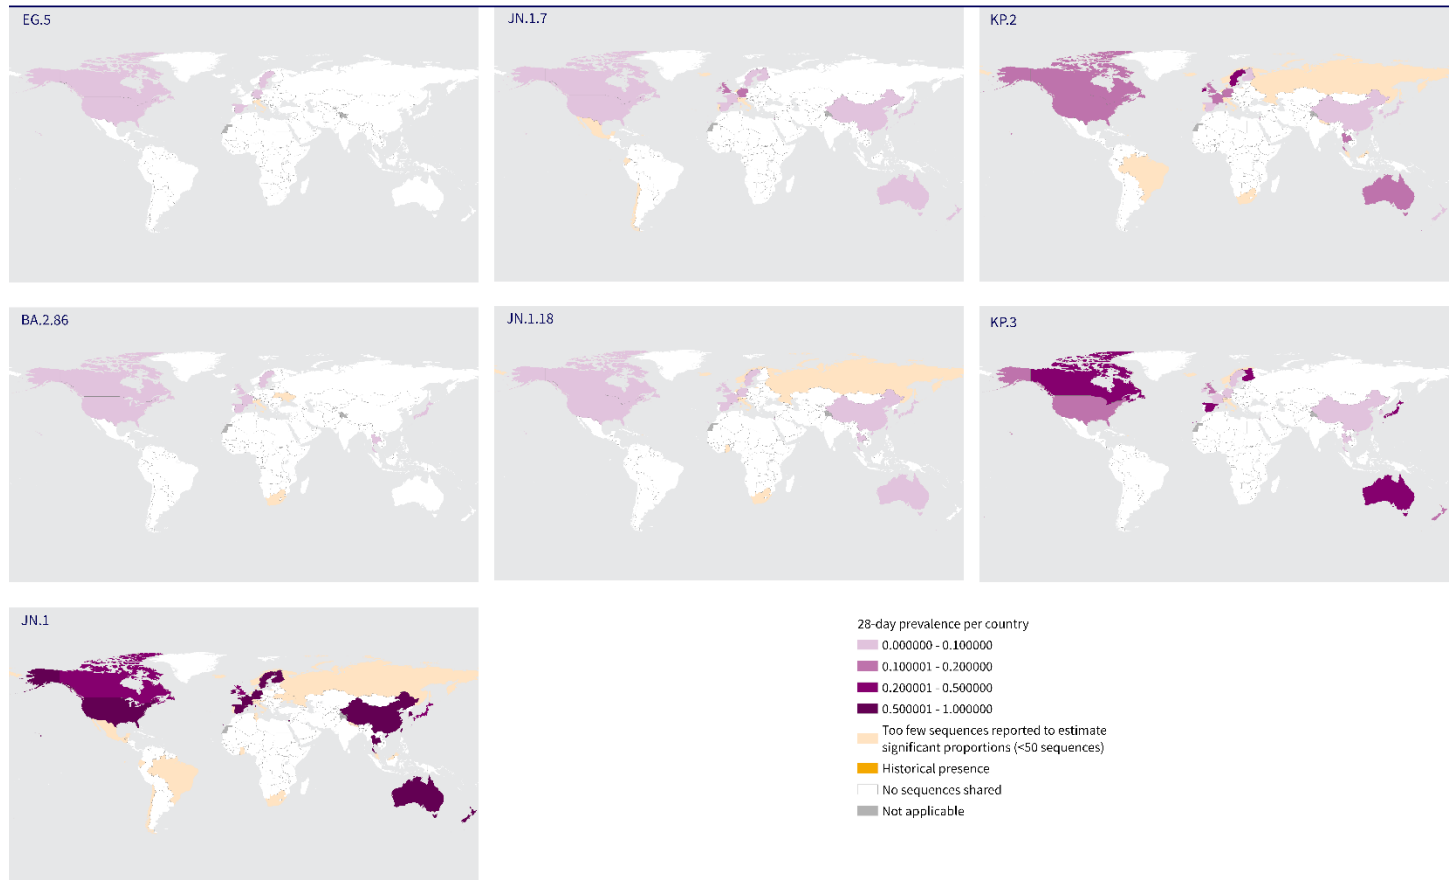 EG.5
JN.1.7
KP.2
BA.2.86
JN.1.18
KP.3
JN.1
28-day prevalence per country
0.000000 - 0.100000
0.100001 - 0.200000
0.200001 - 0.500000
0.500001 - 1.000000
Too few sequences reported to estimate
significant proportions (<50 sequences)
Historical presence
No sequences shared
Not applicable